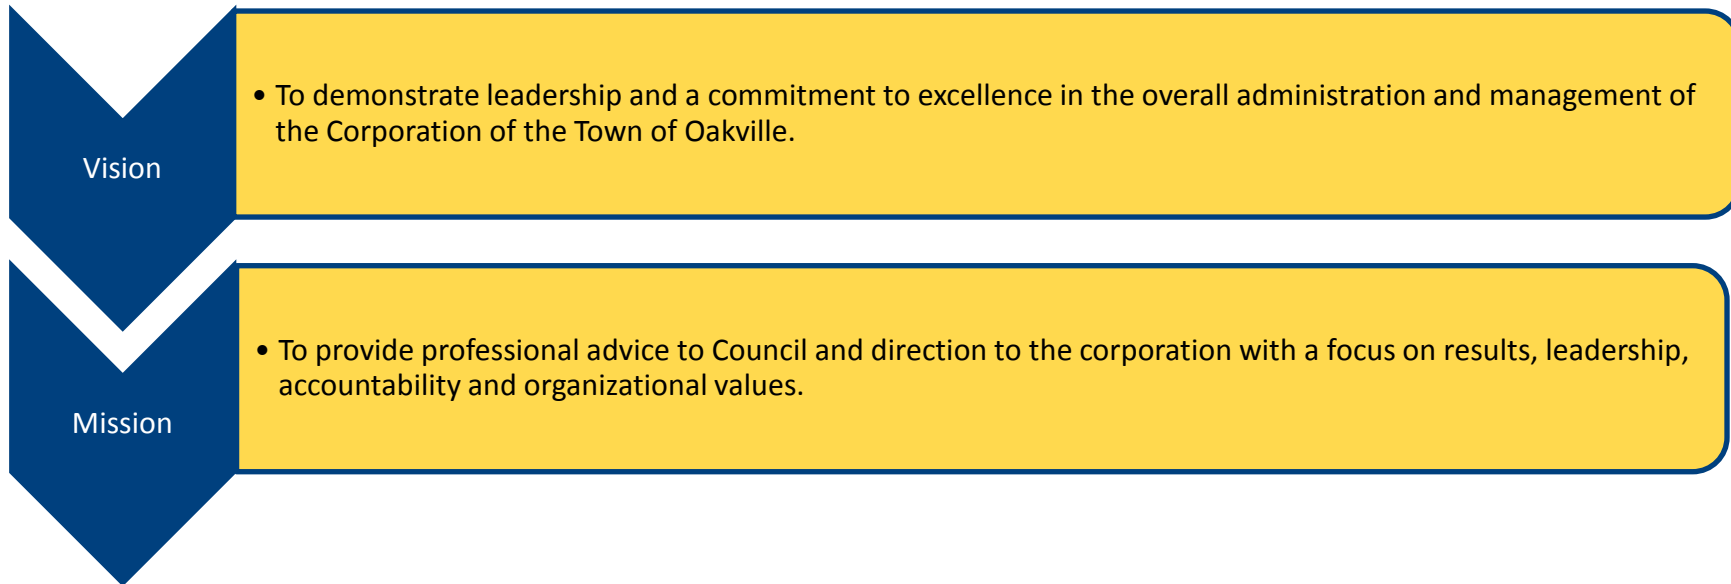 Vision
• To demonstrate leadership and a commitment to excellence in the overall administration and management of
the Corporation of the Town of Oakville.
Mission
• To provide professional advice to Council and direction to the corporation with a focus on results, leadership,
accountability and organizational values.